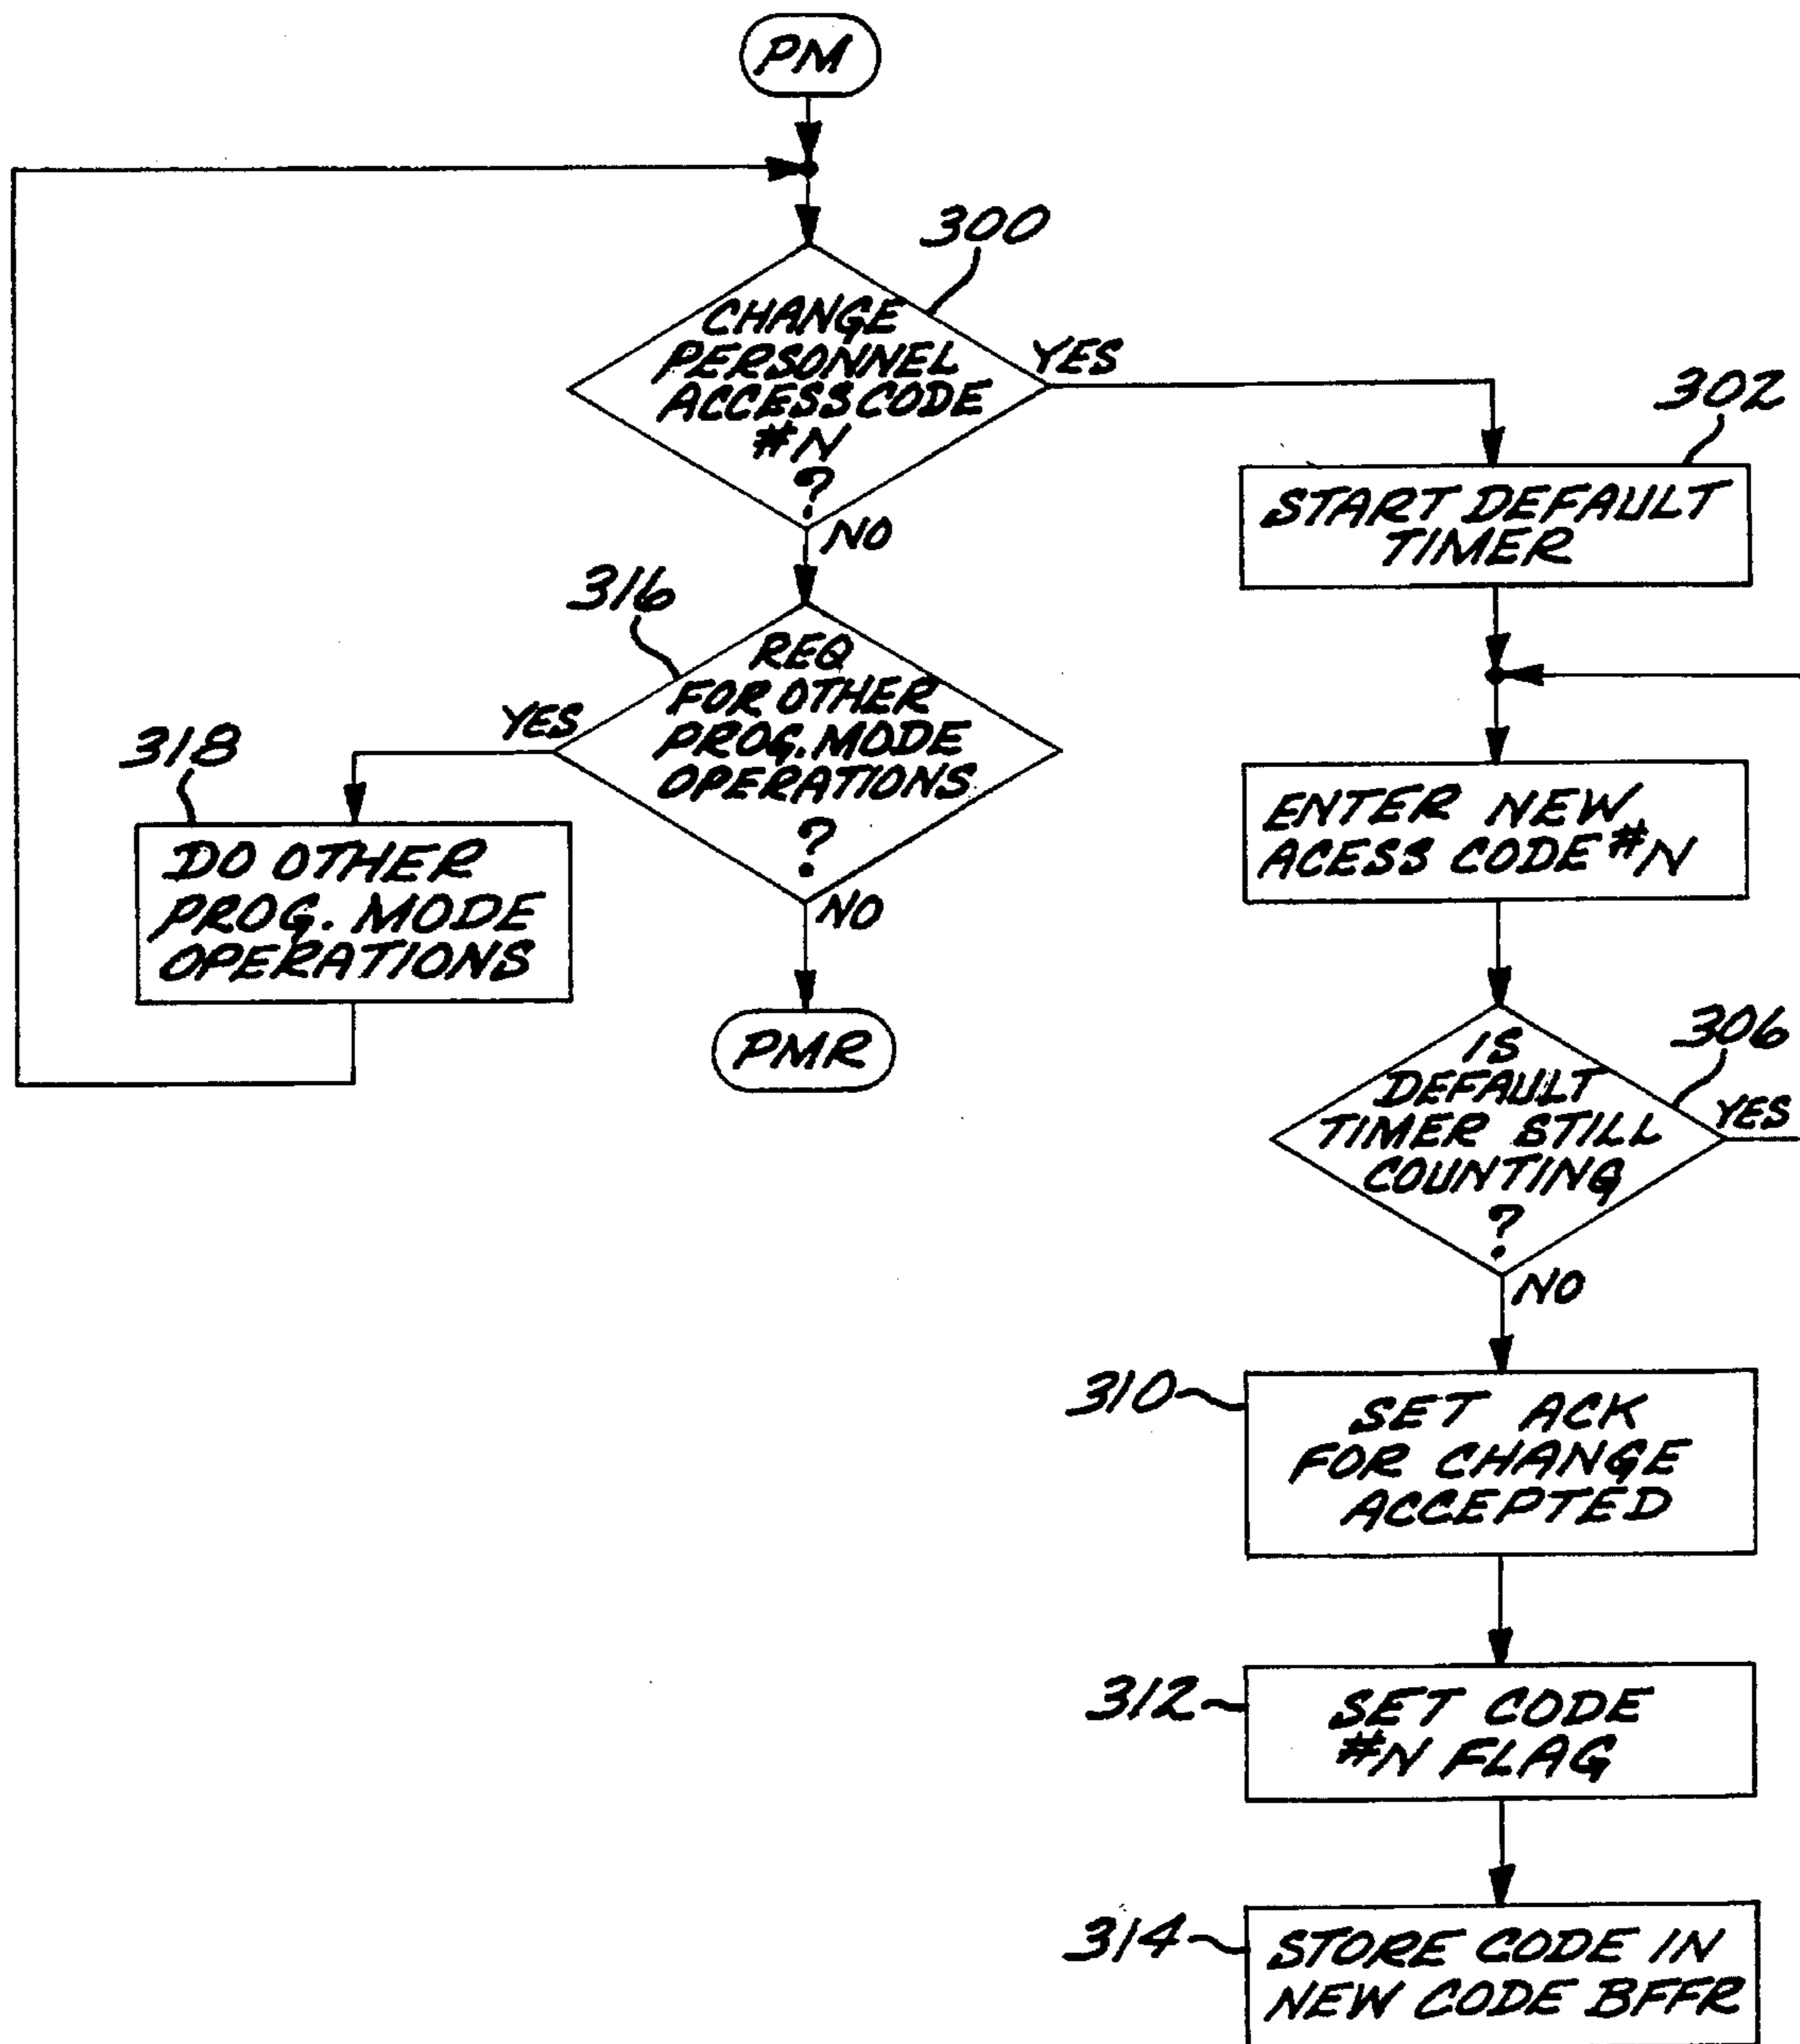 PM
300
CHANGE
PERSONNEL
ACCESS CODE
#N
?
YES
NO
302
START DEFAULT
TIMER
316
REQ
FOR OTHER
PROG. MODE
OPERATIONS
?
YES
NO
318
DO OTHER
PROG. MODE
OPERATIONS
PMR
ENTER NEW
ACESS CODE #N
306
IS
DEFAULT
TIMER STILL
COUNTING
?
YES
NO
310
SET ACK
FOR CHANGE
ACCEPTED
312
SET CODE
#N FLAG
314
STORE CODE IN
NEW CODE BFFR